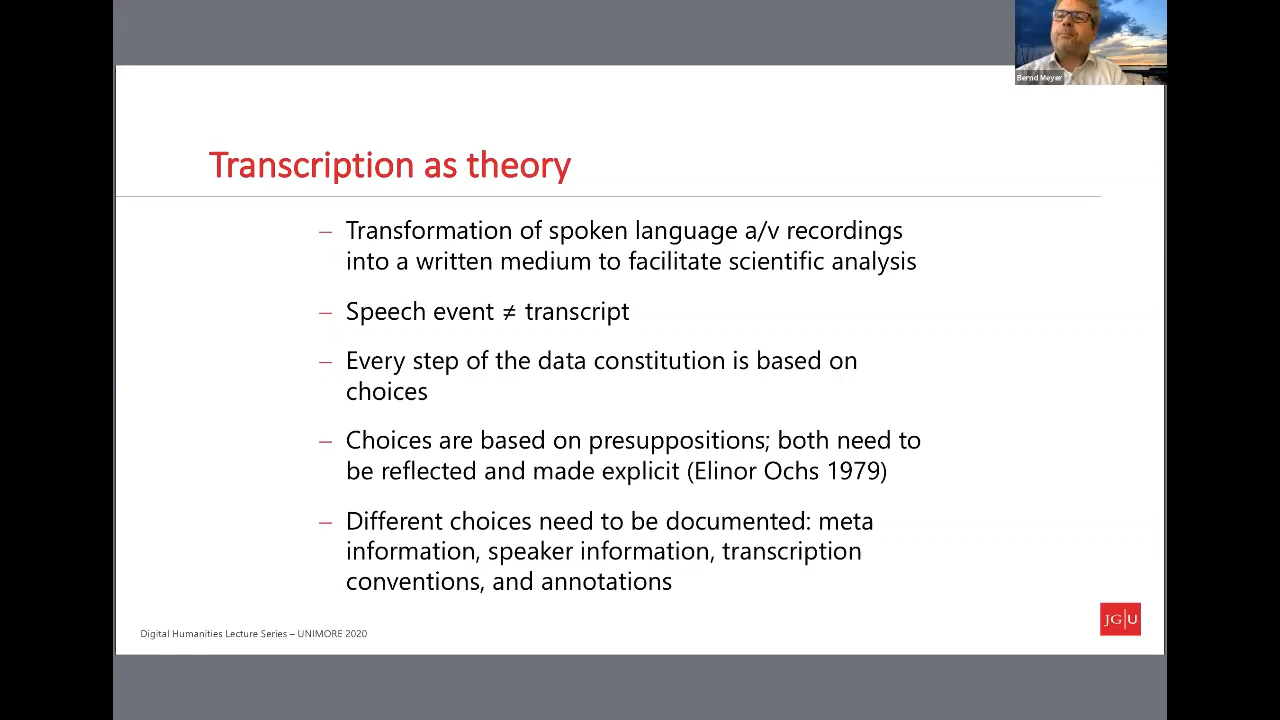 Bernd Meyer
Transcription as theory
– Transformation of spoken language a/v recordings
into a written medium to facilitate scientific analysis
– Speech event ≠ transcript
– Every step of the data constitution is based on
choices
– Choices are based on presuppositions; both need to
be reflected and made explicit (Elinor Ochs 1979)
– Different choices need to be documented: meta
information, speaker information, transcription
conventions, and annotations
Digital Humanities Lecture Series – UNIMORE 2020
JG|U